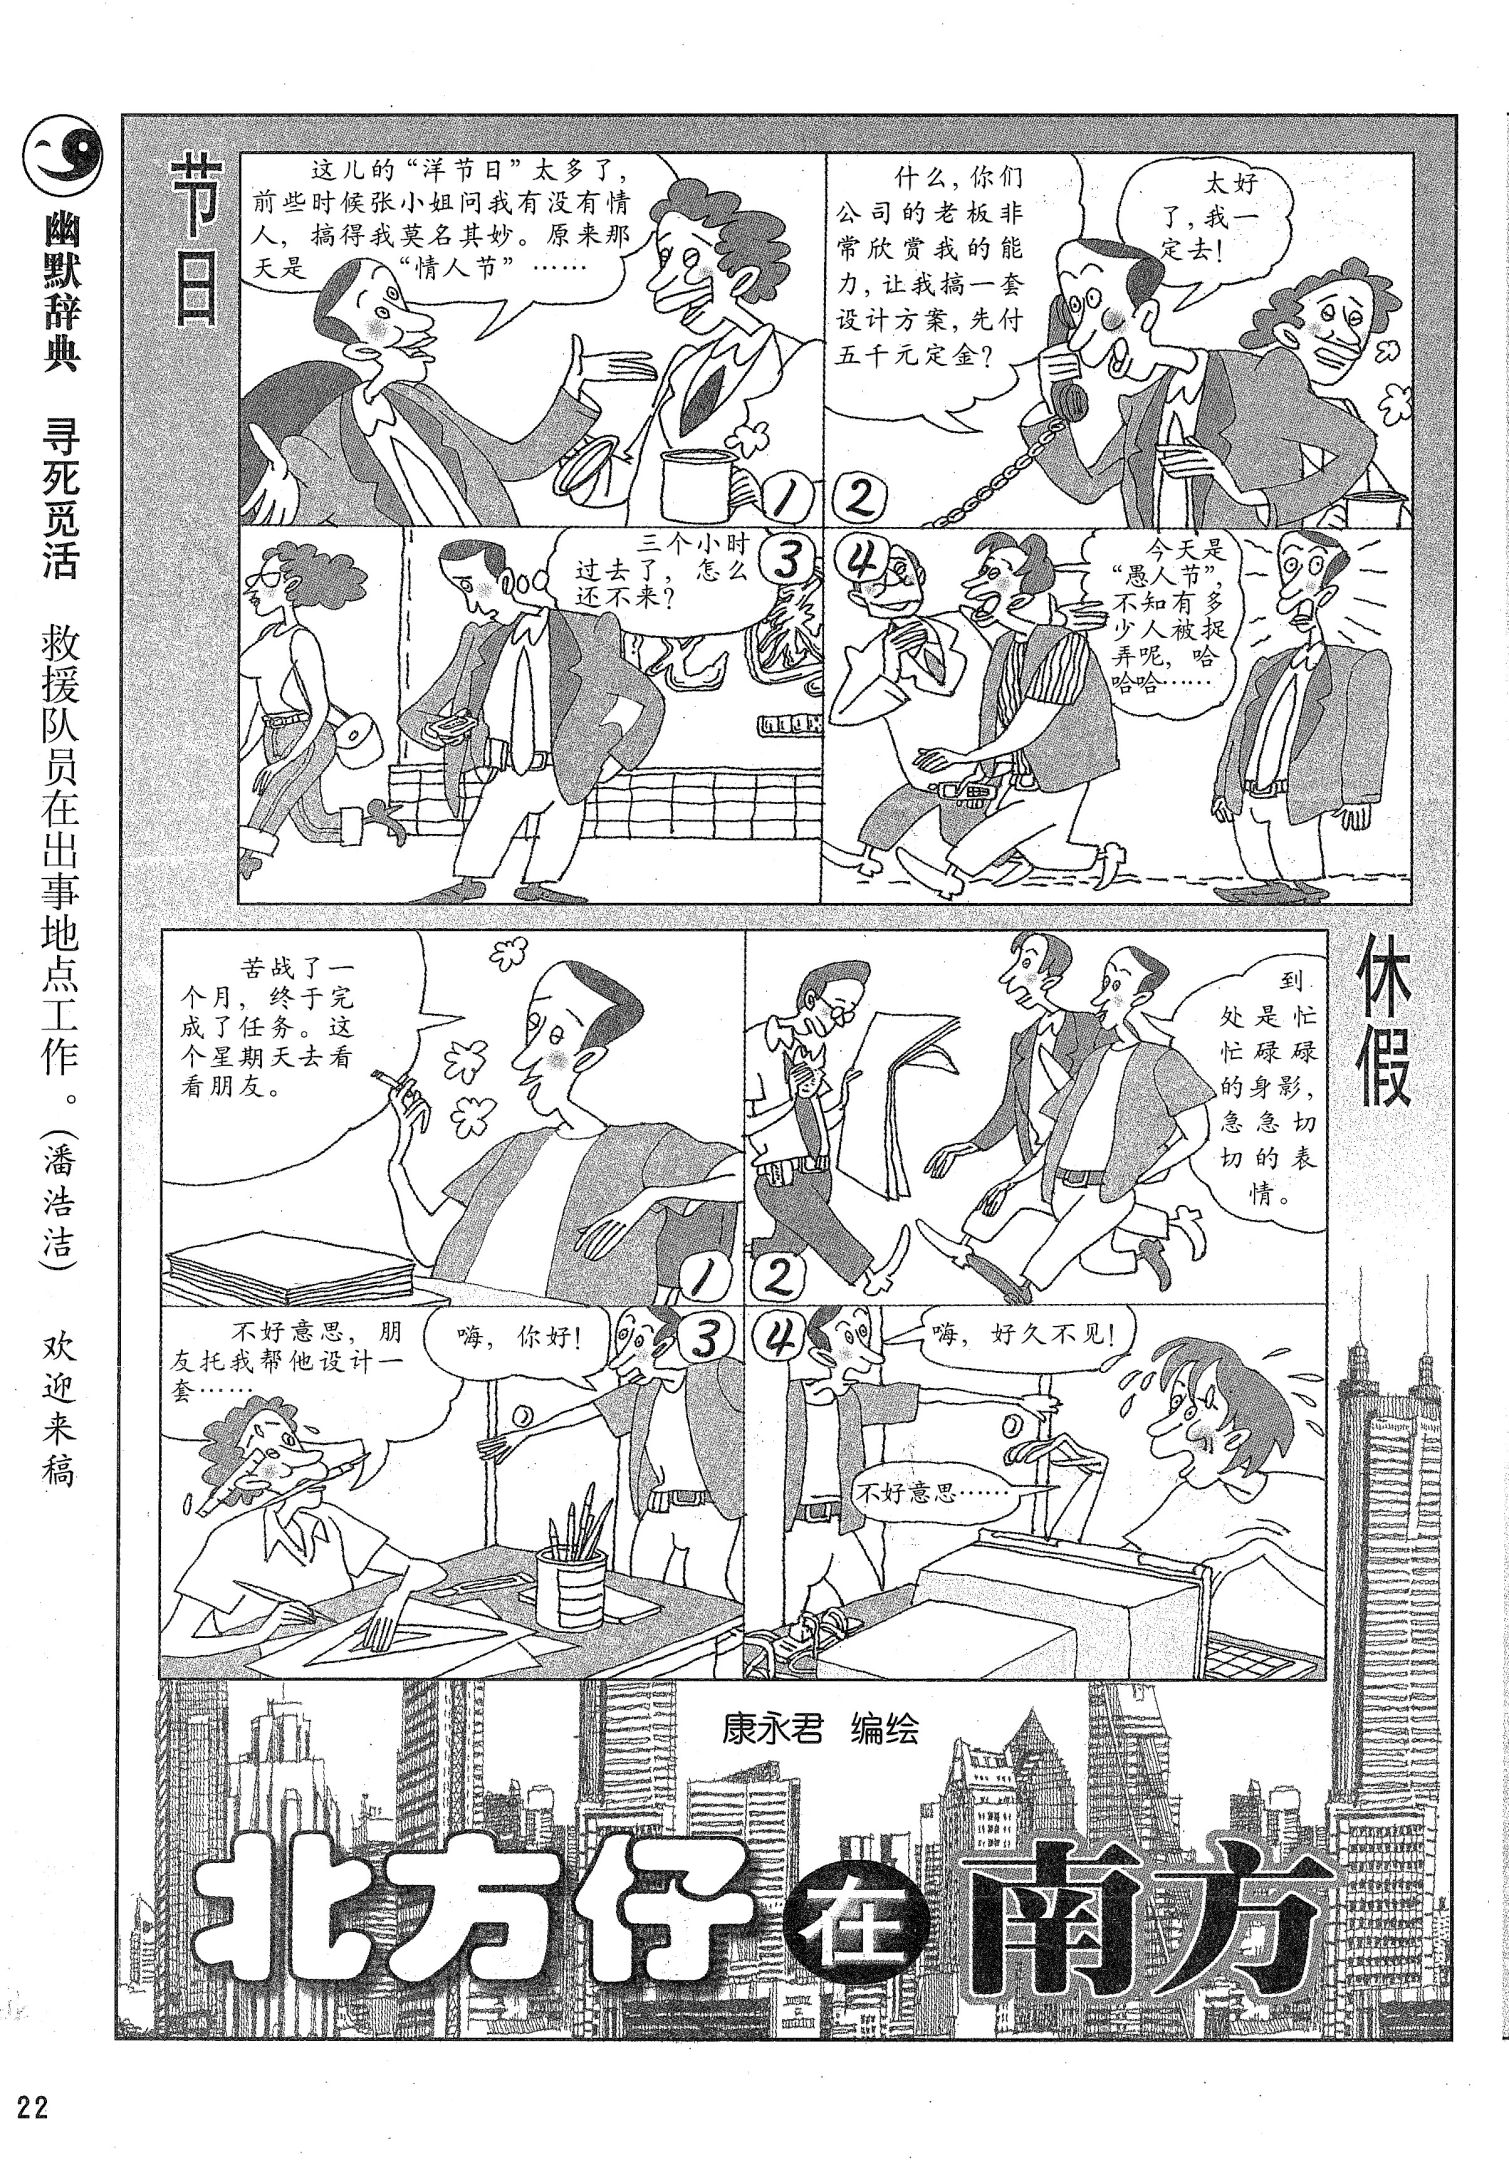 幽默辞典 寻死觅活 救援队员在出事地点工作。(潘浩洁) 欢迎来稿
节日
这儿的“洋节日”太多了，
前些时候张小姐问我有没有情
人，搞得我莫名其妙。原来那
天是 “情人节”……
1
什么，你们
公司的老板非
常欣赏我的能
力，让我搞一套
设计方案，先付
五千元定金？
太好
了，我一
定去！
2
三个小时
过去了，怎么
还不来？
3
4
今天是
“愚人节”，
不知有多
少人被捉
弄呢，哈
哈哈……
休假
苦战了一
个月，终于完
成了任务。这
个星期天去看
看朋友。
1
到
处是忙
忙碌碌
的身影，
急急切
切的表
情。
2
不好意思，朋
友托我帮他设计一
套……
嗨，你好！
3
4
嗨，好久不见！
不好意思……
康永君 编绘
北方仔在南方
22